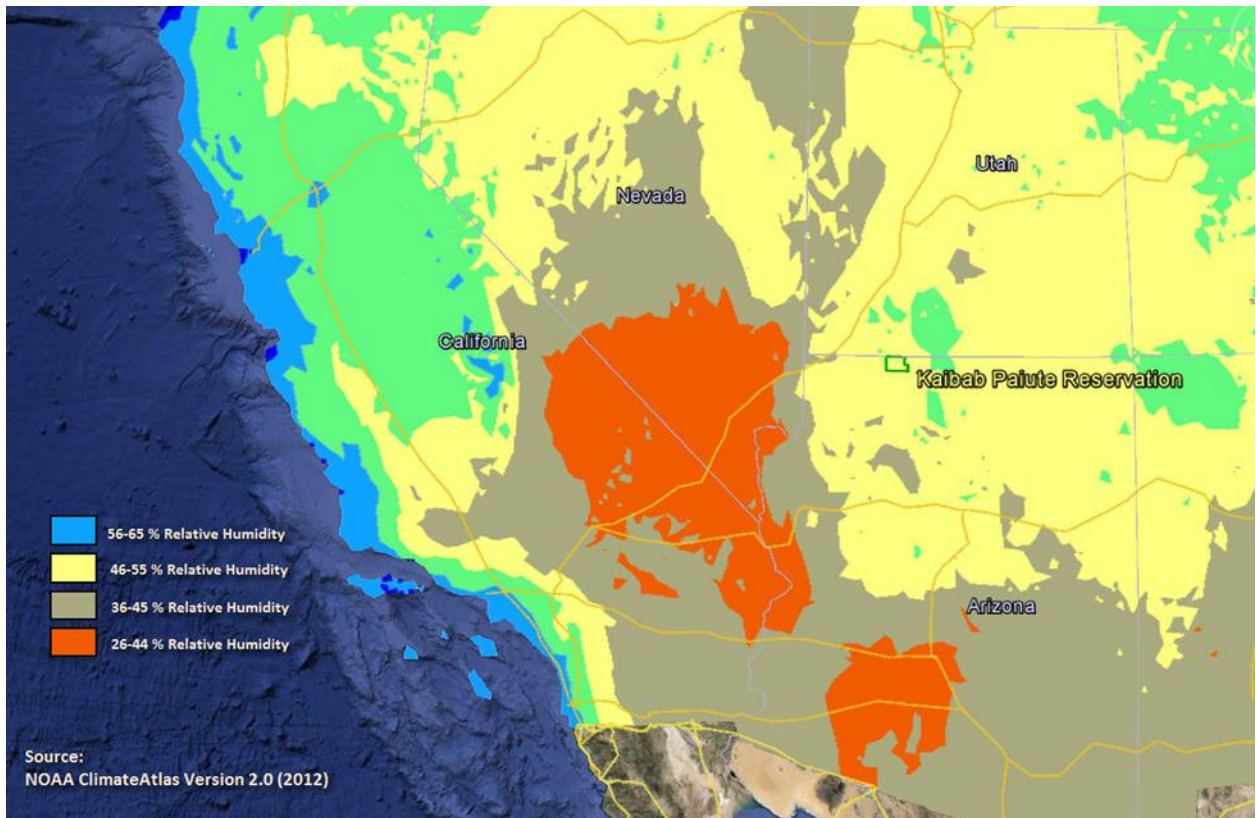 Utah
Nevada
California
Kaibab Paiute Reservation
56-65 % Relative Humidity
46-55 % Relative Humidity
36-45 % Relative Humidity
26-44 % Relative Humidity
Arizona
Source:
NOAA ClimateAtlas Version 2.0 (2012)